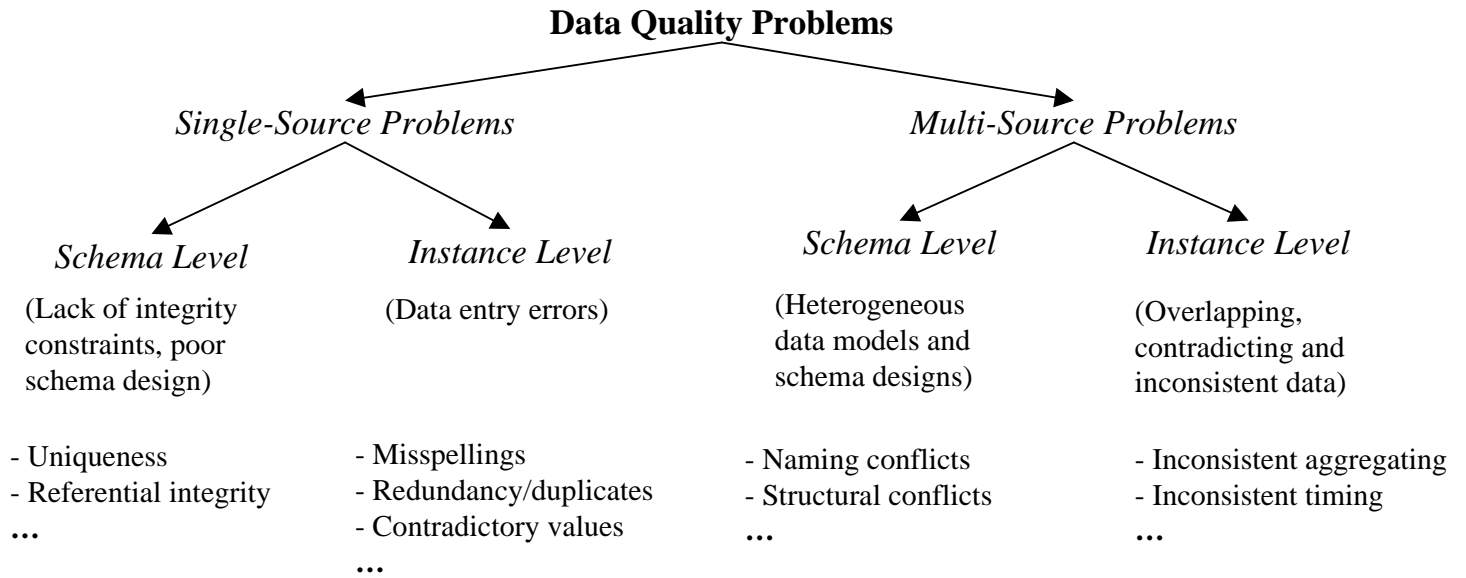 Data Quality Problems
Single-Source Problems
Multi-Source Problems
Schema Level
(Lack of integrity
constraints, poor
schema design)
- Uniqueness
- Referential integrity
...
Instance Level
(Data entry errors)
- Misspellings
- Redundancy/duplicates
- Contradictory values
...
Schema Level
(Heterogeneous
data models and
schema designs)
- Naming conflicts
- Structural conflicts
...
Instance Level
(Overlapping,
contradicting and
inconsistent data)
- Inconsistent aggregating
- Inconsistent timing
...